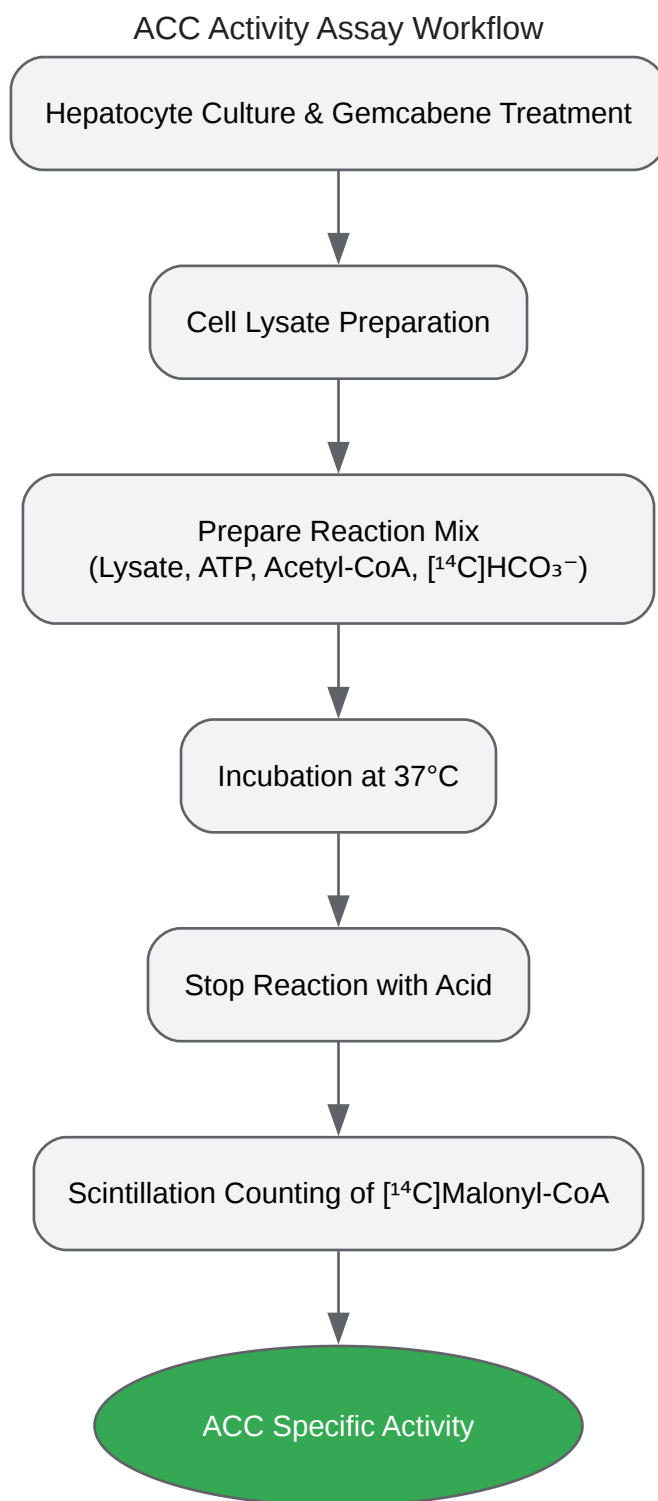 ACC Activity Assay Workflow
Hepatocyte Culture & Gemcabene Treatment
Cell Lysate Preparation
Prepare Reaction Mix
(Lysate, ATP, Acetyl-CoA, [¹⁴C]HCO₃⁻)
Incubation at 37°C
Stop Reaction with Acid
Scintillation Counting of [¹⁴C]Malonyl-CoA
ACC Specific Activity